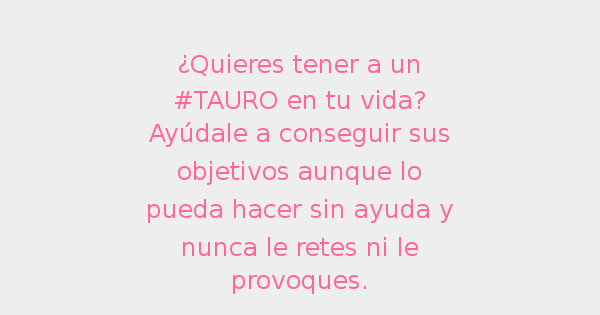 ¿Quieres tener a un
#TAURO en tu vida?
Ayúdale a conseguir sus
objetivos aunque lo
pueda hacer sin ayuda y
nunca le retes ni le
provoques.